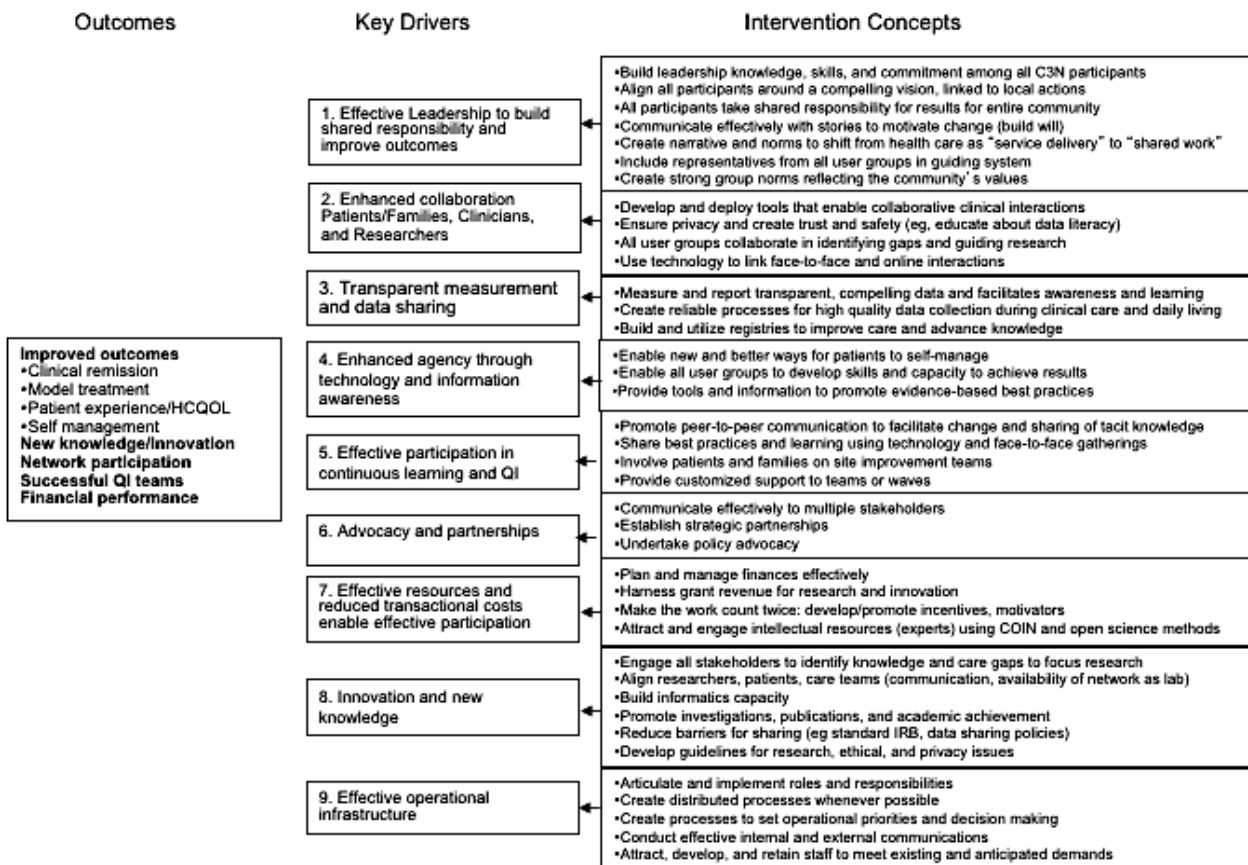 Outcomes
Key Drivers
Intervention Concepts
Improved outcomes
•Clinical remission
•Model treatment
•Patient experience/HCQOL
•Self management
New knowledge/Innovation
Network participation
Successful QI teams
Financial performance
1. Effective Leadership to build
shared responsibility and
improve outcomes
•Build leadership knowledge, skills, and commitment among all C3N participants
•Align all participants around a compelling vision, linked to local actions
•All participants take shared responsibility for results for entire community
•Communicate effectively with stories to motivate change (build will)
•Create narrative and norms to shift from health care as “service delivery” to “shared work”
•Include representatives from all user groups in guiding system
•Create strong group norms reflecting the community’s values
2. Enhanced collaboration
Patients/Families, Clinicians,
and Researchers
•Develop and deploy tools that enable collaborative clinical interactions
•Ensure privacy and create trust and safety (eg, educate about data literacy)
•All user groups collaborate in identifying gaps and guiding research
•Use technology to link face-to-face and online interactions
3. Transparent measurement
and data sharing
•Measure and report transparent, compelling data and facilitates awareness and learning
•Create reliable processes for high quality data collection during clinical care and daily living
•Build and utilize registries to improve care and advance knowledge
4. Enhanced agency through
technology and information
awareness
•Enable new and better ways for patients to self-manage
•Enable all user groups to develop skills and capacity to achieve results
•Provide tools and information to promote evidence-based best practices
5. Effective participation in
continuous learning and QI
•Promote peer-to-peer communication to facilitate change and sharing of tacit knowledge
•Share best practices and learning using technology and face-to-face gatherings
•Involve patients and families on site improvement teams
•Provide customized support to teams or waves
6. Advocacy and partnerships
•Communicate effectively to multiple stakeholders
•Establish strategic partnerships
•Undertake policy advocacy
7. Effective resources and
reduced transactional costs
enable effective participation
•Plan and manage finances effectively
•Harness grant revenue for research and innovation
•Make the work count twice: develop/promote incentives, motivators
•Attract and engage intellectual resources (experts) using COIN and open science methods
8. Innovation and new
knowledge
•Engage all stakeholders to identify knowledge and care gaps to focus research
•Align researchers, patients, care teams (communication, availability of network as lab)
•Build informatics capacity
•Promote investigations, publications, and academic achievement
•Reduce barriers for sharing (eg standard IRB, data sharing policies)
•Develop guidelines for research, ethical, and privacy issues
9. Effective operational
infrastructure
•Articulate and implement roles and responsibilities
•Create distributed processes whenever possible
•Create processes to set operational priorities and decision making
•Conduct effective internal and external communications
•Attract, develop, and retain staff to meet existing and anticipated demands